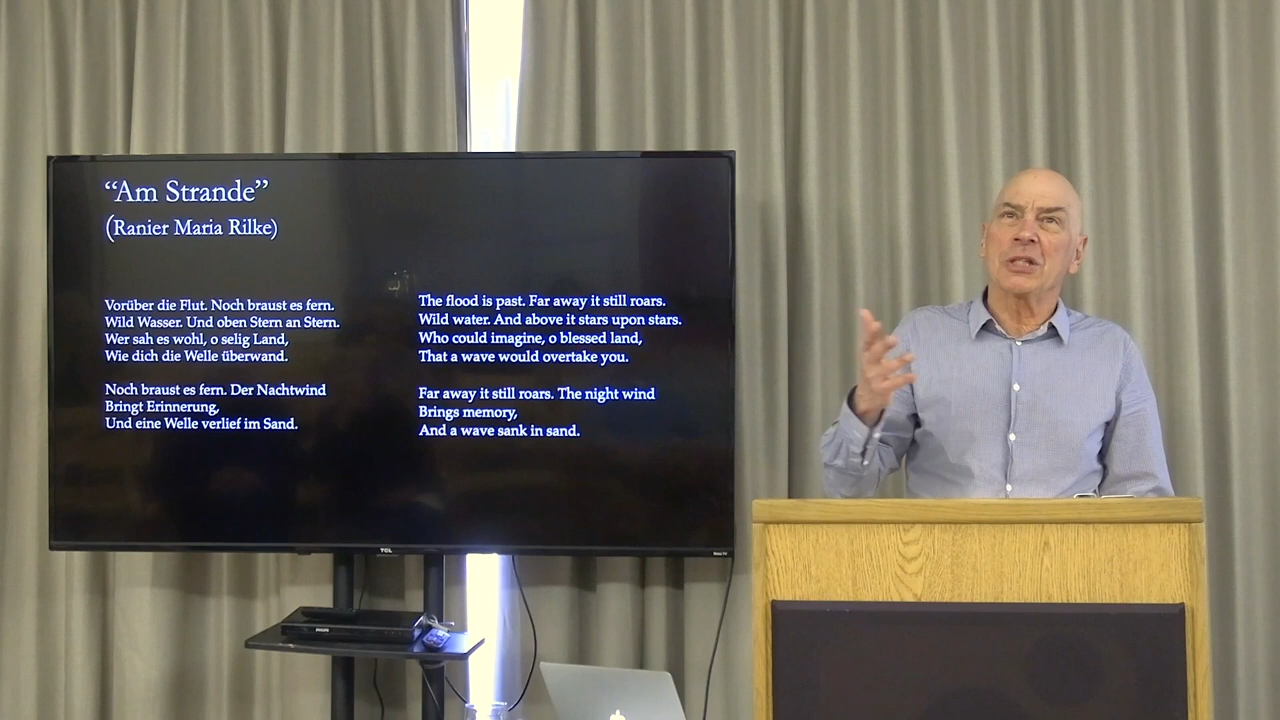 “Am Strande”
(Ranier Maria Rilke)
Vorüber die Flut. Noch braust es fern.
Wild Wasser. Und oben Stern an Stern.
Wer sah es wohl, o selig Land,
Wie dich die Welle überwand.
Noch braust es fern. Der Nachtwind
Bringt Erinnerung,
Und eine Welle verlief im Sand.
The flood is past. Far away it still roars.
Wild water. And above it stars upon stars.
Who could imagine, o blessed land,
That a wave would overtake you.
Far away it still roars. The night wind
Brings memory,
And a wave sank in sand.
TCL
Roku TV
PHILIPS